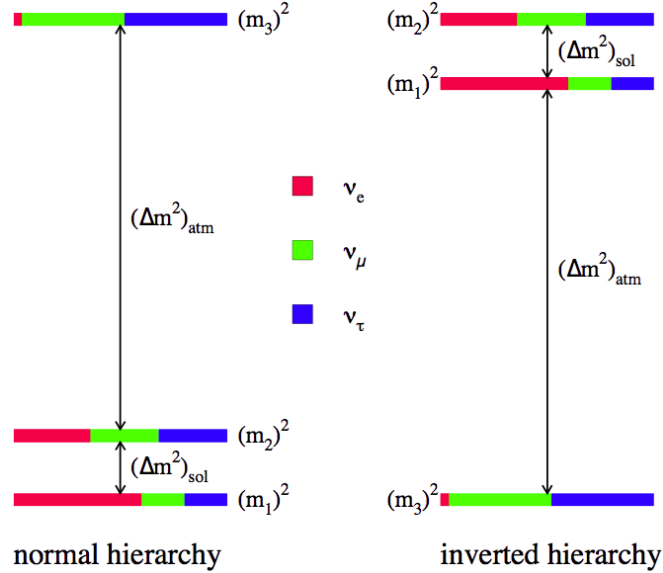 (m₃)²
(m₂)²
(Δm²)sol
(m₁)²
νe
(Δm²)atm
νμ
(Δm²)atm
ντ
(m₂)²
(Δm²)sol
(m₁)²
(m₃)²
normal hierarchy
inverted hierarchy